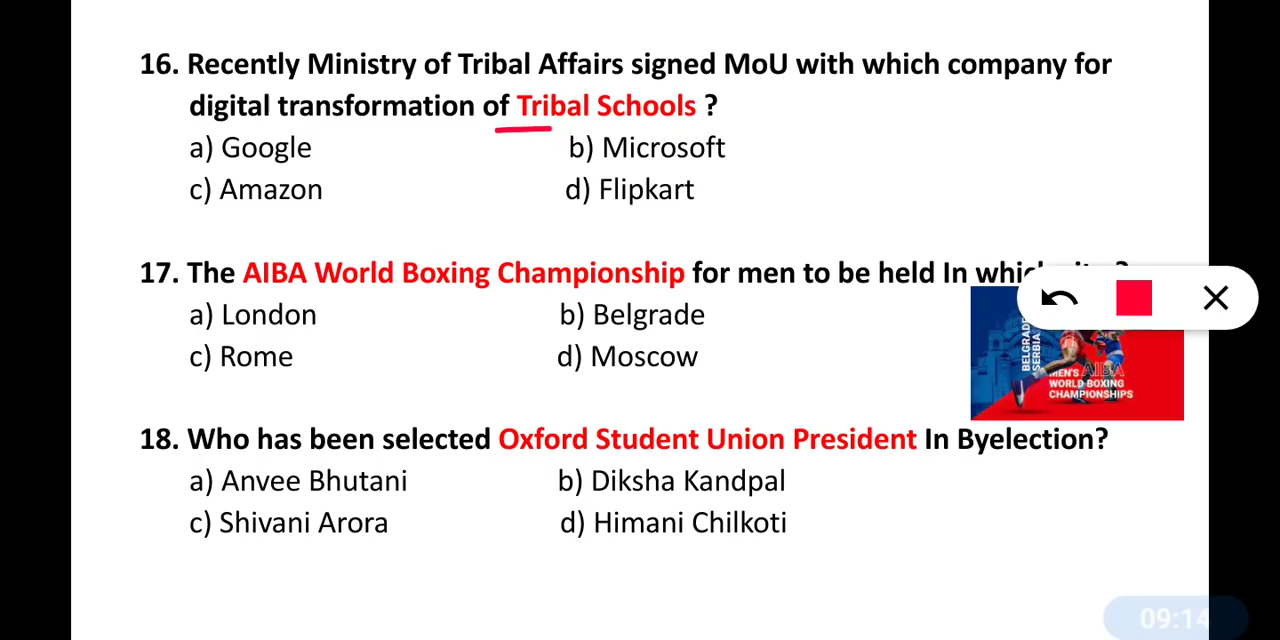 16. Recently Ministry of Tribal Affairs signed MoU with which company for
digital transformation of Tribal Schools ?
a) Google b) Microsoft
c) Amazon d) Flipkart
17. The AIBA World Boxing Championship for men to be held In
a) London b) Belgrade
c) Rome d) Moscow
BELGRADE
SERBIA
MEN'S AIBA
WORLD BOXING
CHAMPIONSHIPS
18. Who has been selected Oxford Student Union President In Byelection?
a) Anvee Bhutani b) Diksha Kandpal
c) Shivani Arora d) Himani Chilkoti
09:14